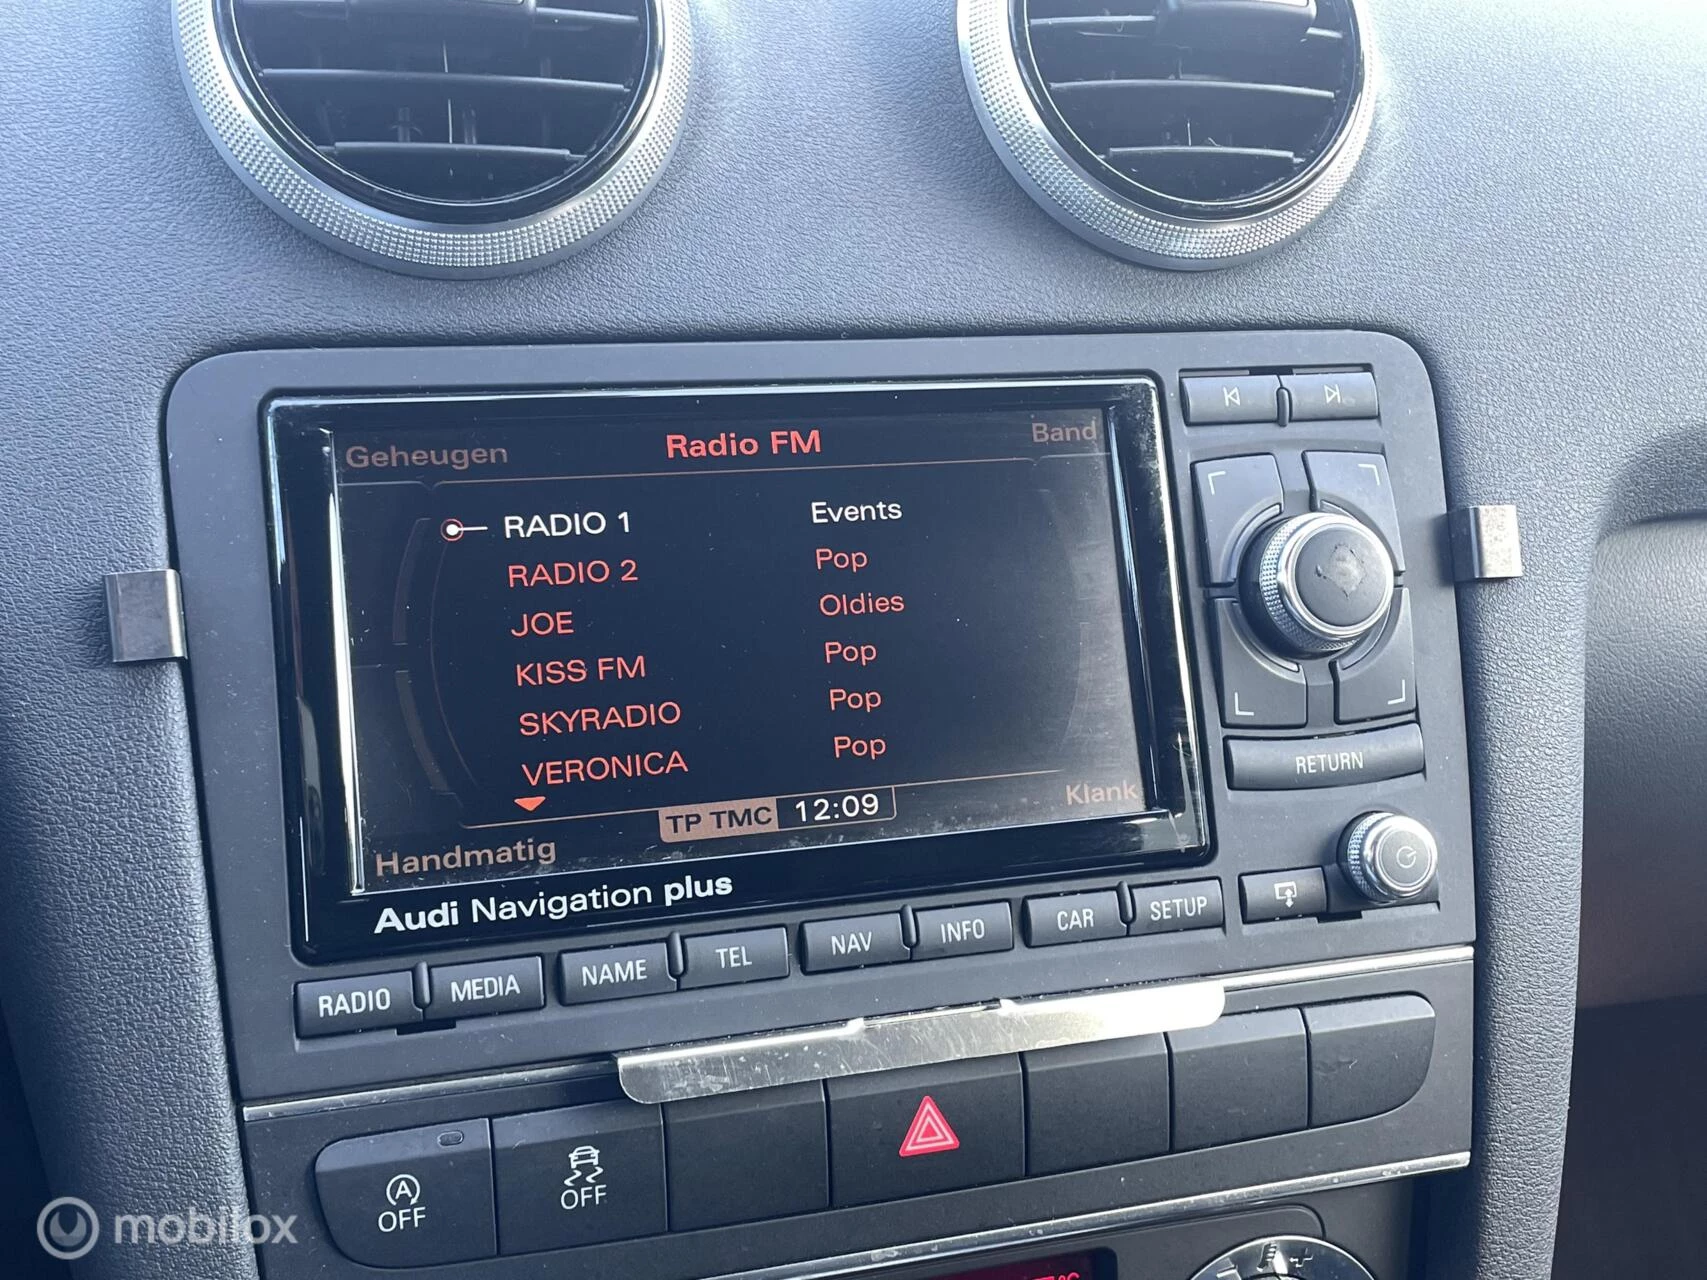 Geheugen Radio FM Band
RADIO 1 Events
RADIO 2 Pop
JOE Oldies
KISS FM Pop
SKYRADIO Pop
VERONICA Pop
Handmatig TP TMC 12:09 Klank
Audi Navigation plus
RETURN
RADIO MEDIA NAME TEL NAV INFO CAR SETUP
A OFF OFF
mobilox
°C